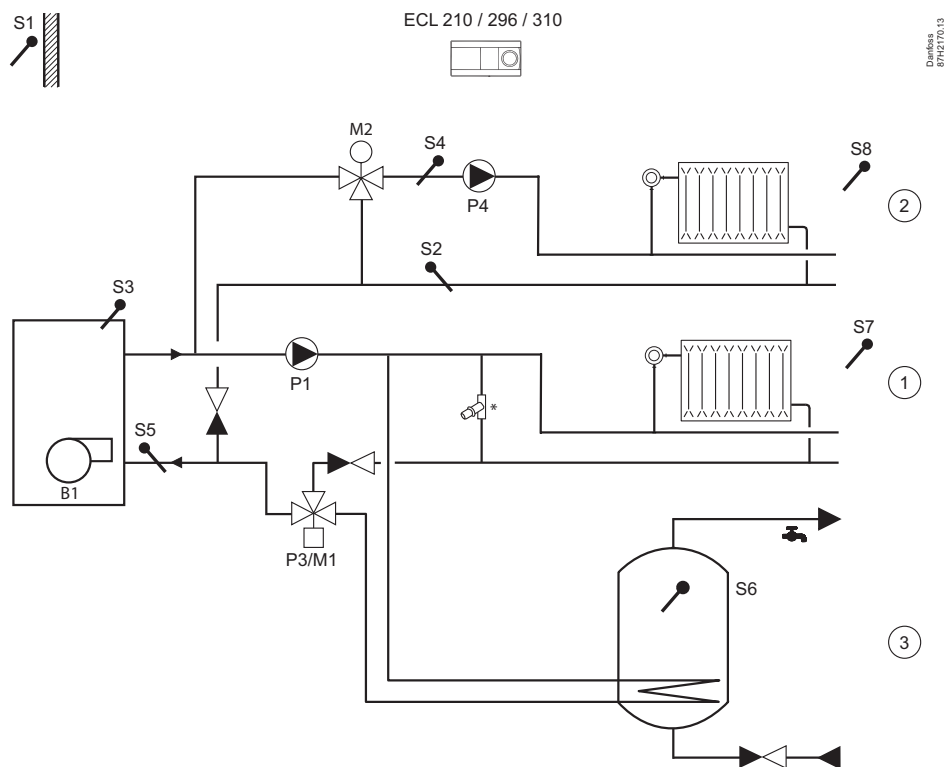 S1
ECL 210 / 296 / 310
Danfoss
87H2170.13
M2
S4
S8
P4
2
S2
S3
S7
P1
1
*
S5
B1
P3/M1
S6
3